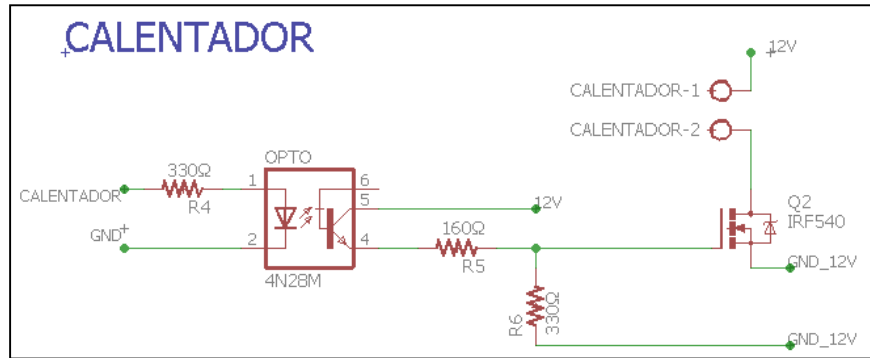 CALENTADOR
12V
CALENTADOR-1
CALENTADOR-2
OPTO
330Ω
1
6
5
CALENTADOR
R4
12V
Q2
IRF540
GND
2
4
160Ω
R5
4N28M
GND_12V
R6
330Ω
GND_12V